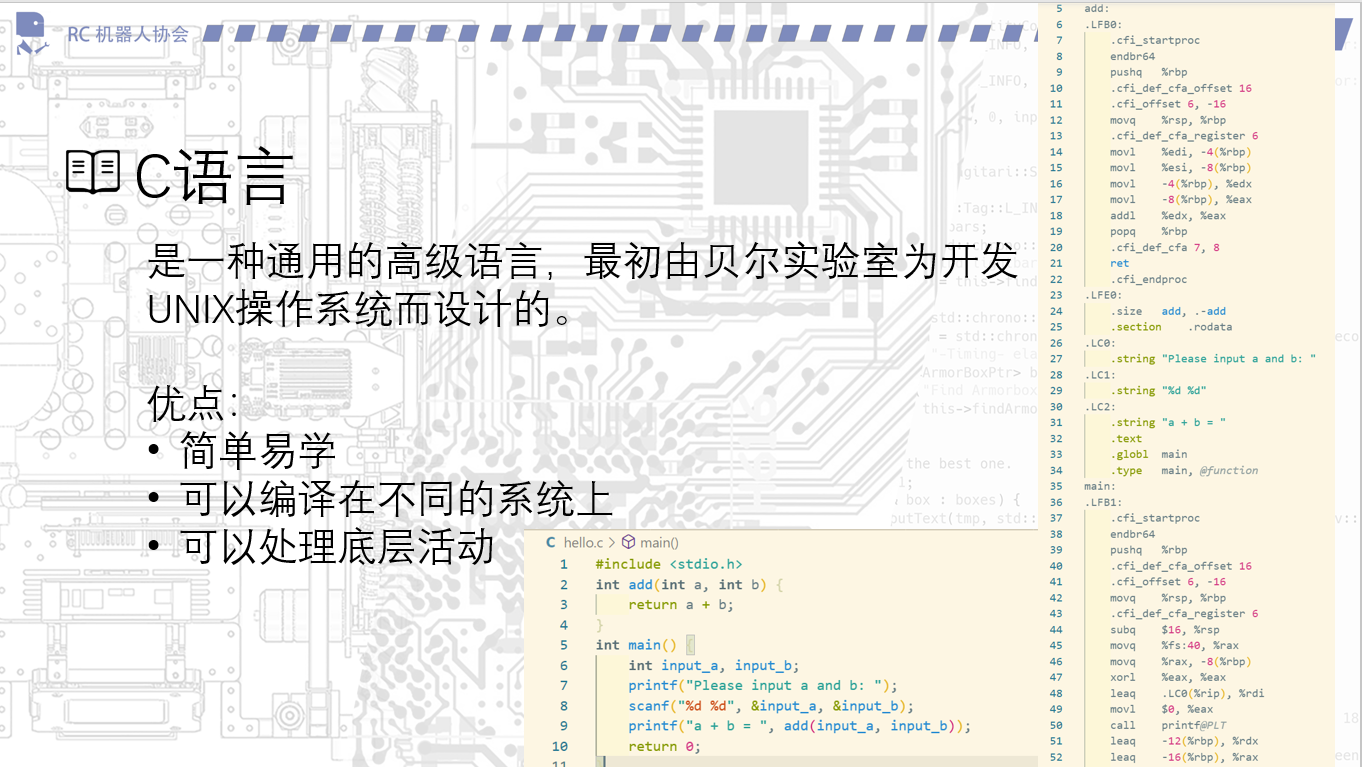 RC 机器人协会
C语言
是一种通用的高级语言，最初由贝尔实验室为开发
UNIX操作系统而设计的。
优点：
• 简单易学
• 可以编译在不同的系统上
• 可以处理底层活动
C hello.c > main()
1 #include <stdio.h>
2 int add(int a, int b) {
3 return a + b;
4 }
5 int main() {
6 int input_a, input_b;
7 printf("Please input a and b: ");
8 scanf("%d %d", &input_a, &input_b);
9 printf("a + b = ", add(input_a, input_b));
10 return 0;
11
5 add:
6 .LFB0:
7 .cfi_startproc
8 endbr64
9 pushq %rbp
10 .cfi_def_cfa_offset 16
11 .cfi_offset 6, -16
12 movq %rsp, %rbp
13 .cfi_def_cfa_register 6
14 movl %edi, -4(%rbp)
15 movl %esi, -8(%rbp)
16 movl -4(%rbp), %edx
17 movl -8(%rbp), %eax
18 addl %edx, %eax
19 popq %rbp
20 .cfi_def_cfa 7, 8
21 ret
22 .cfi_endproc
23 .LFE0:
24 .size add, .-add
25 .section .rodata
26 .LC0:
27 .string "Please input a and b: "
28 .LC1:
29 .string "%d %d"
30 .LC2:
31 .string "a + b = "
32 .text
33 .globl main
34 .type main, @function
35 main:
36 .LFB1:
37 .cfi_startproc
38 endbr64
39 pushq %rbp
40 .cfi_def_cfa_offset 16
41 .cfi_offset 6, -16
42 movq %rsp, %rbp
43 .cfi_def_cfa_register 6
44 subq $16, %rsp
45 movq %fs:40, %rax
46 movq %rax, -8(%rbp)
47 xorl %eax, %eax
48 leaq .LC0(%rip), %rdi
49 movl $0, %eax
50 call printf@PLT
51 leaq -12(%rbp), %rdx
52 leaq -16(%rbp), %rax